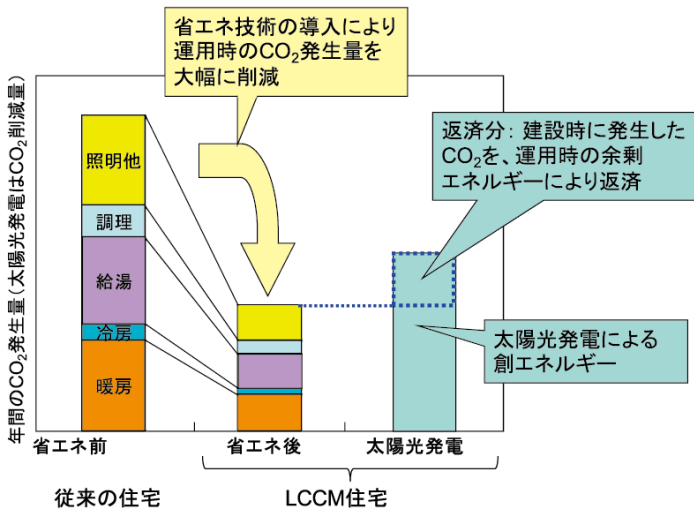 省エネ技術の導入により
運用時のCO₂発生量を
大幅に削減
返済分：建設時に発生した
CO₂を、運用時の余剰
エネルギーにより返済
太陽光発電による
創エネルギー
年間のCO₂発生量(太陽光発電はCO₂削減量)
照明他
調理
給湯
冷房
暖房
省エネ前
省エネ後
太陽光発電
従来の住宅
LCCM住宅